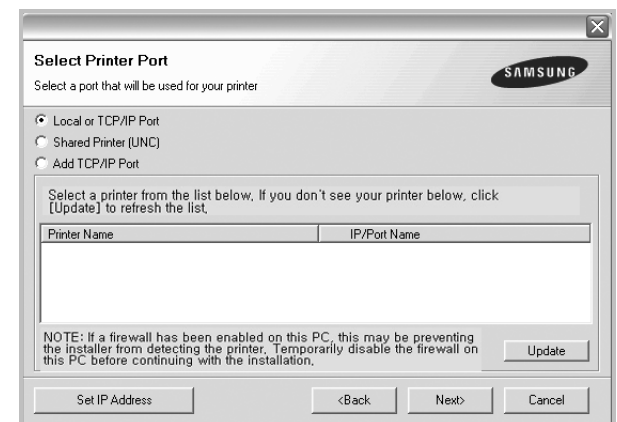 Select Printer Port
Select a port that will be used for your printer
SAMSUNG
Local or TCP/IP Port
Shared Printer (UNC)
Add TCP/IP Port
Select a printer from the list below, If you don't see your printer below, click
[Update] to refresh the list,
Printer Name IP/Port Name
NOTE: If a firewall has been enabled on this PC, this may be preventing
the installer from detecting the printer, Temporarily disable the firewall on
this PC before continuing with the installation,
Update
Set IP Address <Back Next> Cancel